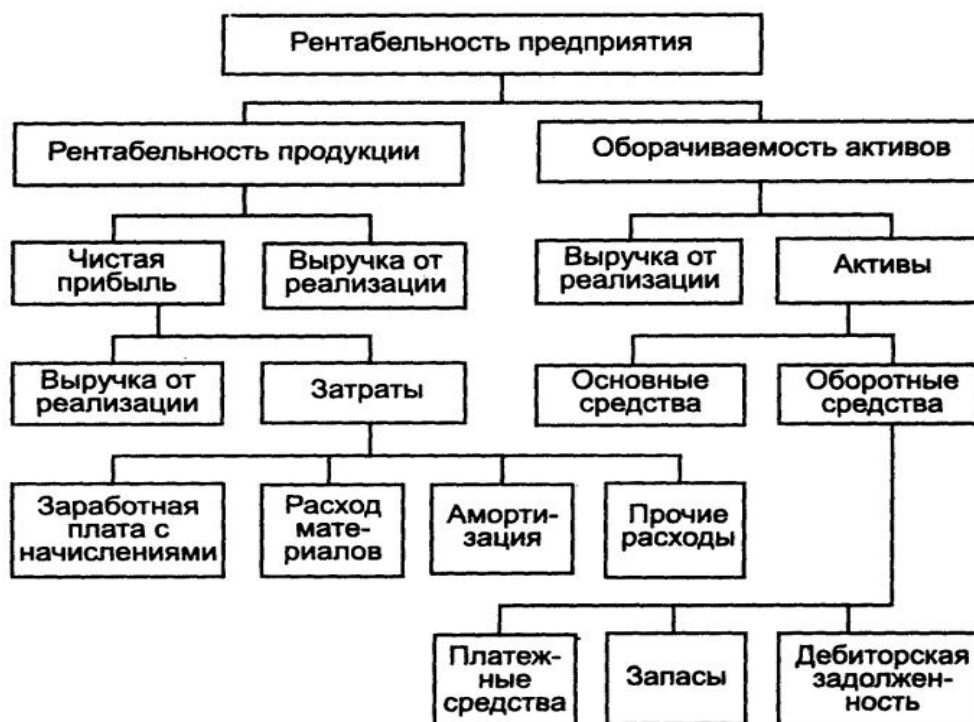 Рентабельность предприятия
Рентабельность продукции
Оборачиваемость активов
Чистая
прибыль
Выручка от
реализации
Выручка от
реализации
Активы
Выручка от
реализации
Затраты
Основные
средства
Оборотные
средства
Заработная
плата с
начислениями
Расход
мате-
риалов
Аморти-
зация
Прочие
расходы
Платеж-
ные
средства
Запасы
Дебиторская
задолжен-
ность